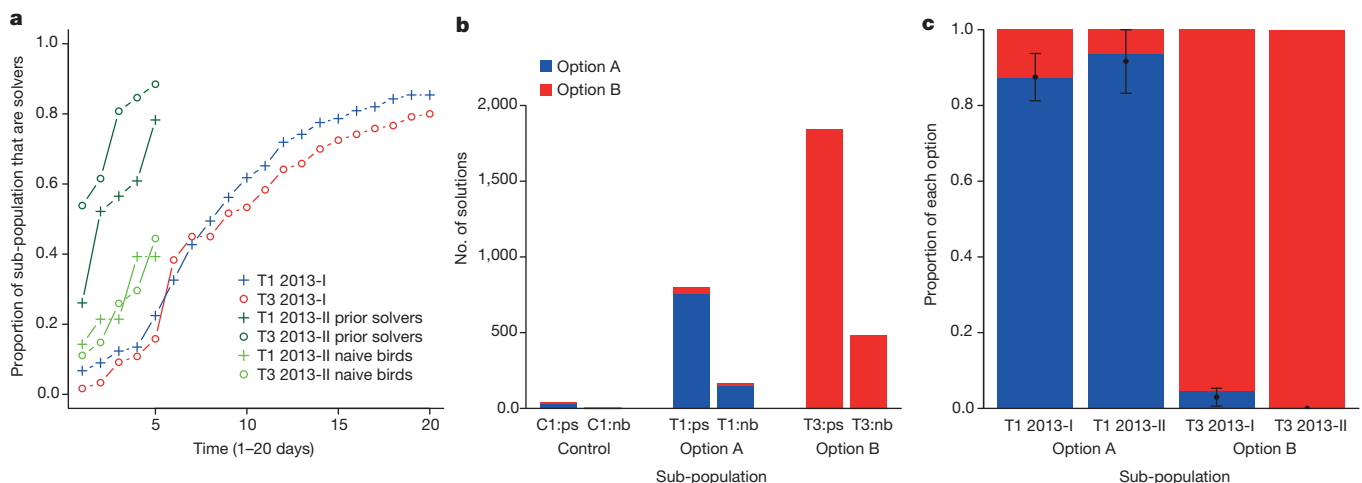 a
Proportion of sub-population that are solvers
1.0
0.8
0.6
0.4
0.2
0.0
5
10
15
20
Time (1–20 days)
T1 2013-I
T3 2013-I
T1 2013-II prior solvers
T3 2013-II prior solvers
T1 2013-II naive birds
T3 2013-II naive birds
b
Option A
Option B
No. of solutions
2,000
1,500
1,000
500
0
C1:ps C1:nb T1:ps T1:nb T3:ps T3:nb
Control Option A Option B
Sub-population
c
Proportion of each option
1.0
0.8
0.6
0.4
0.2
0.0
T1 2013-I T1 2013-II T3 2013-I T3 2013-II
Option A Option B
Sub-population